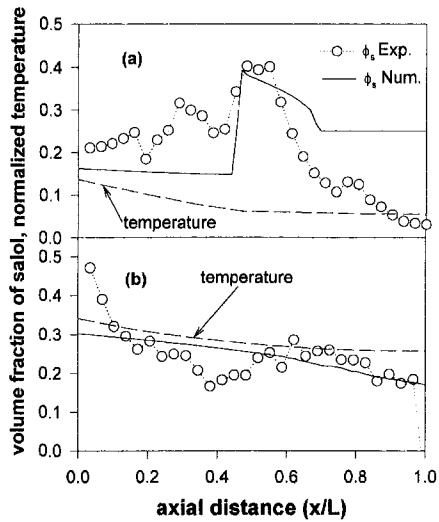 volume fraction of salol, normalized temperature
0.5
0.4
0.3
0.2
0.1
0.0
(a)
ϕs Exp.
ϕs Num.
temperature
0.5
0.4
0.3
0.2
0.1
0.0
(b)
temperature
0.0 0.2 0.4 0.6 0.8 1.0
axial distance (x/L)